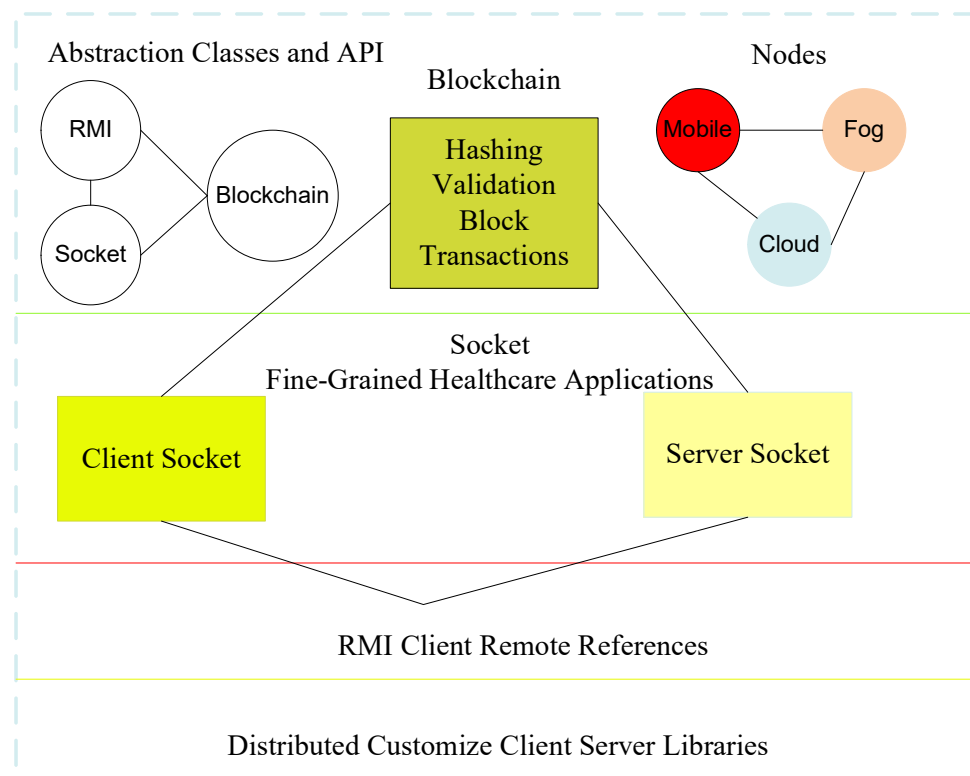 Abstraction Classes and API
RMI
Socket
Blockchain
Blockchain
Hashing
Validation
Block
Transactions
Nodes
Mobile
Fog
Cloud
Socket
Fine-Grained Healthcare Applications
Client Socket
Server Socket
RMI Client Remote References
Distributed Customize Client Server Libraries